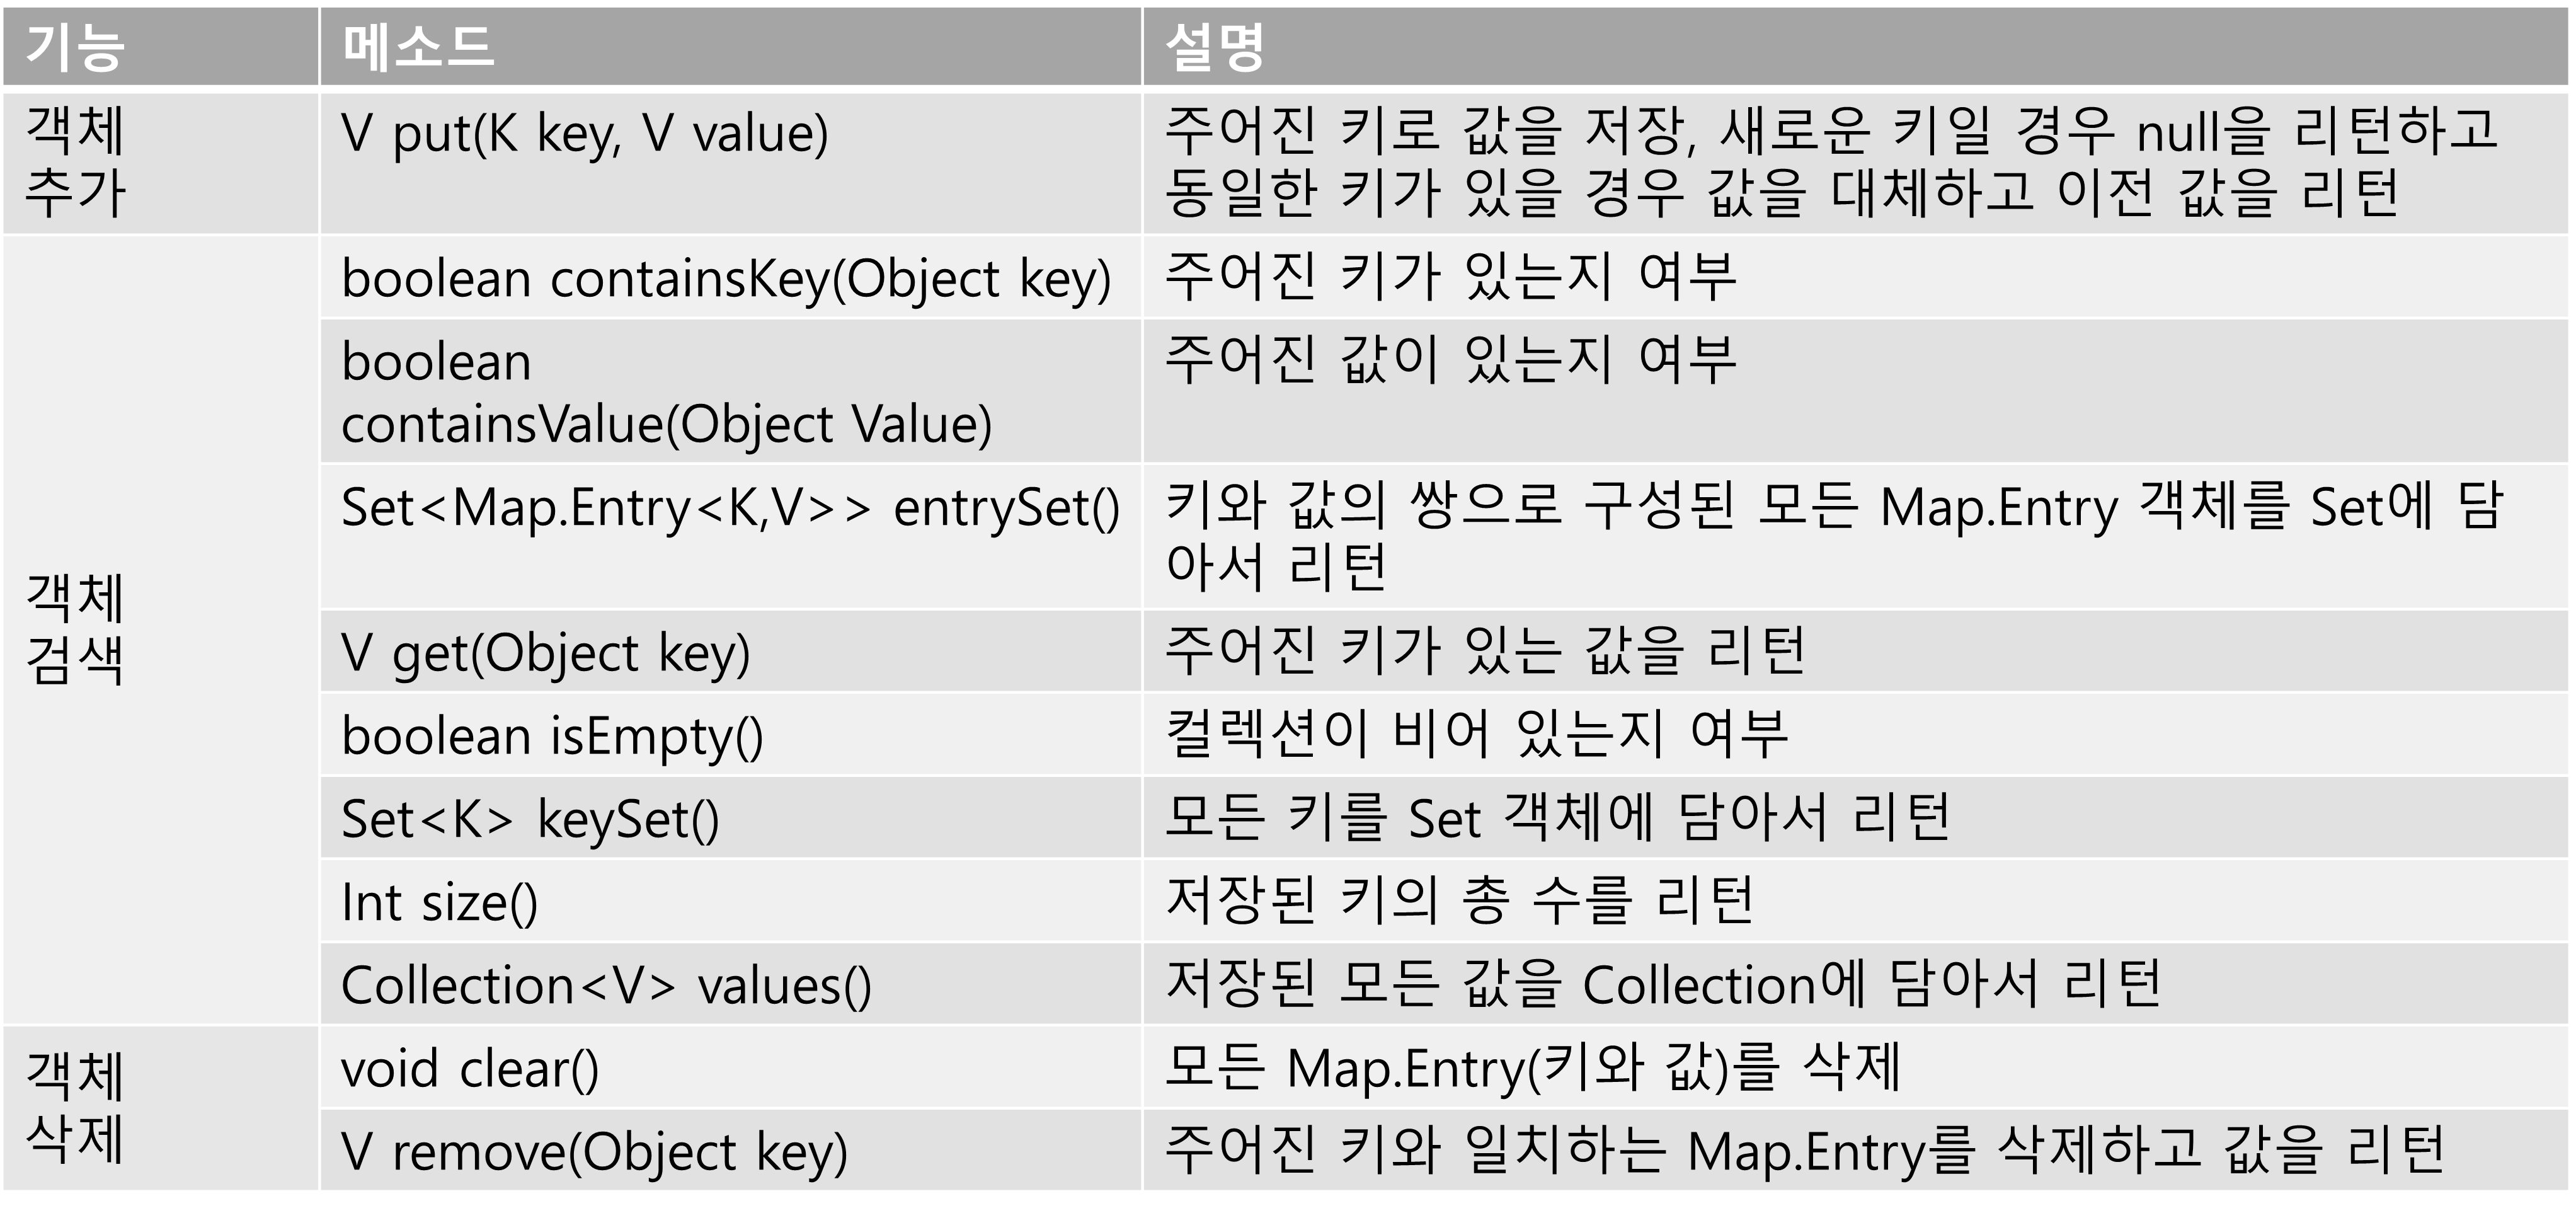 기능 메소드 설명
객체
추가
V put(K key, V value)
주어진 키로 값을 저장, 새로운 키일 경우 null을 리턴하고
동일한 키가 있을 경우 값을 대체하고 이전 값을 리턴
객체
검색
boolean containsKey(Object key)
주어진 키가 있는지 여부
boolean
containsValue(Object Value)
주어진 값이 있는지 여부
Set<Map.Entry<K,V>> entrySet()
키와 값의 쌍으로 구성된 모든 Map.Entry 객체를 Set에 담
아서 리턴
V get(Object key)
주어진 키가 있는 값을 리턴
boolean isEmpty()
컬렉션이 비어 있는지 여부
Set<K> keySet()
모든 키를 Set 객체에 담아서 리턴
Int size()
저장된 키의 총 수를 리턴
Collection<V> values()
저장된 모든 값을 Collection에 담아서 리턴
객체
삭제
void clear()
모든 Map.Entry(키와 값)를 삭제
V remove(Object key)
주어진 키와 일치하는 Map.Entry를 삭제하고 값을 리턴